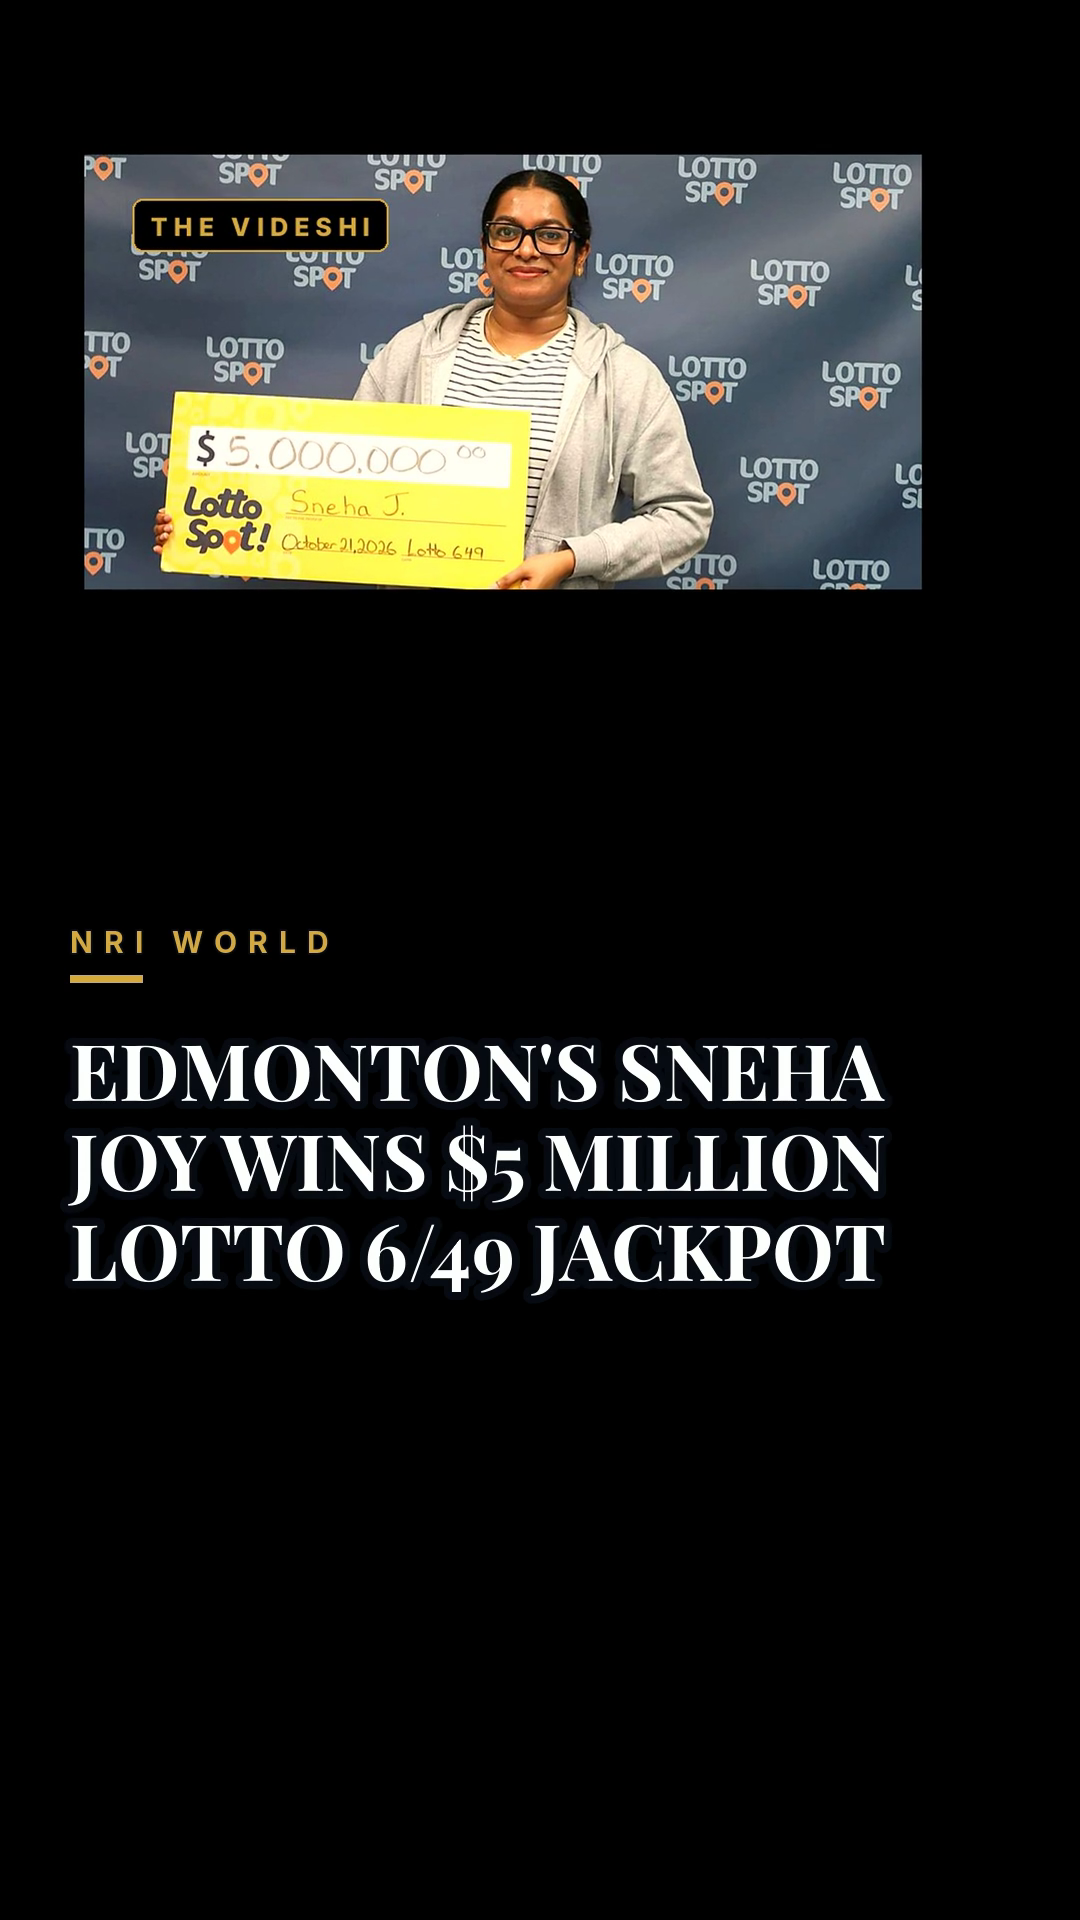 THE VIDESHI
LOTTO SPOT
$ 5,000,000.00
Lotto Spot!
Sneha J.
October 21, 2026 Lotto 649
NRI WORLD
EDMONTON'S SNEHA
JOY WINS $5 MILLION
LOTTO 6/49 JACKPOT